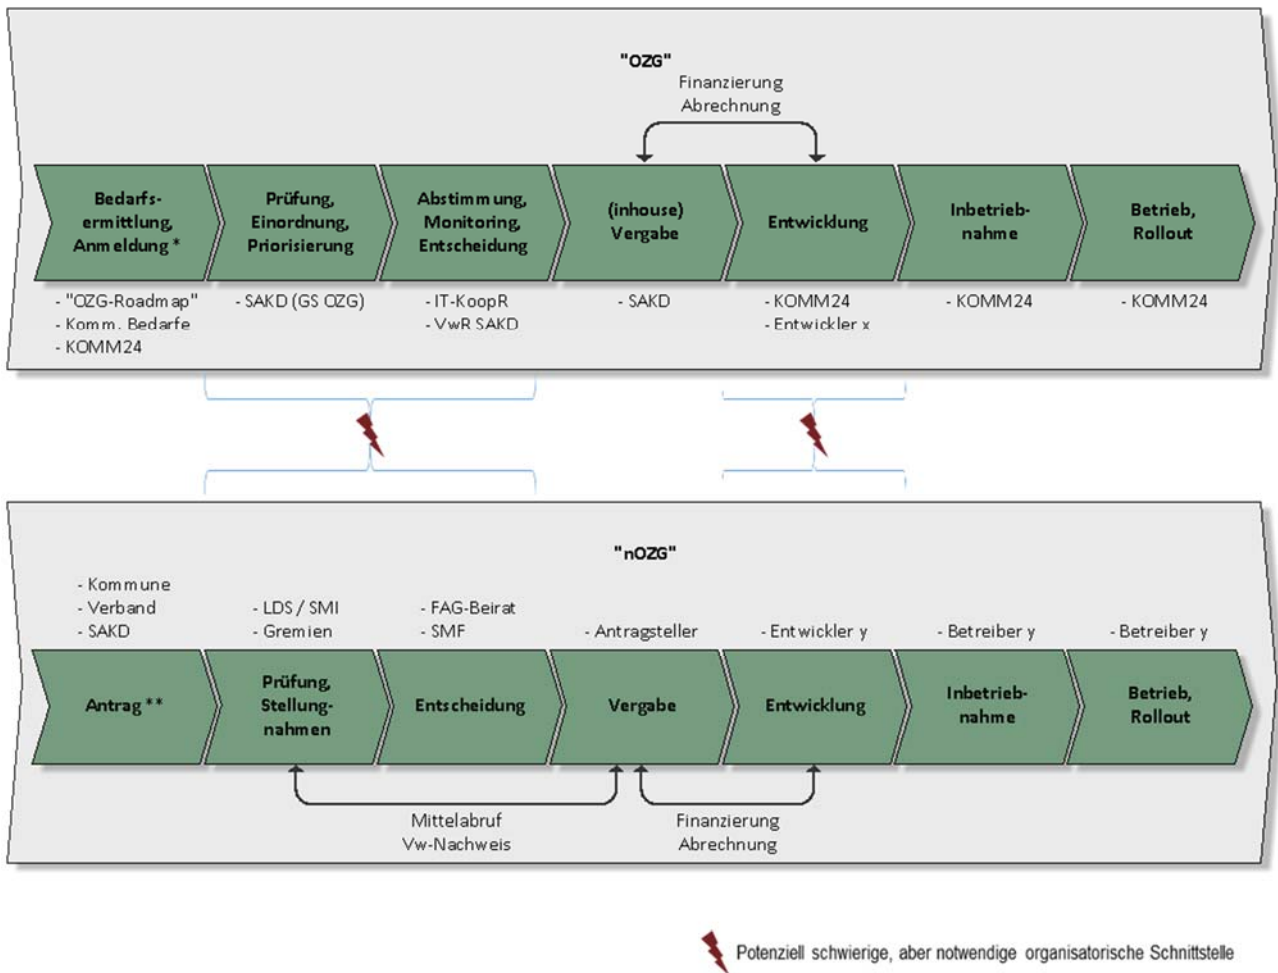 "OZG"
Finanzierung
Abrechnung
Bedarfs-
ermittlung,
Anmeldung *
Prüfung,
Einordnung,
Priorisierung
Abstimmung,
Monitoring,
Entscheidung
(inhouse)
Vergabe
Entwicklung
Inbetrieb-
nahme
Betrieb,
Rollout
- "OZG-Roadmap"
- Komm. Bedarfe
- KOMM24
- SAKD (GS OZG)
- IT-KoopR
- VwR SAKD
- SAKD
- KOMM24
- Entwickler x
- KOMM24
- KOMM24
"nOZG"
- Kommune
- Verband
- SAKD
- LDS / SMI
- Gremien
- FAG-Beirat
- SMF
- Antragsteller
- Entwickler y
- Betreiber y
- Betreiber y
Antrag **
Prüfung,
Stellung-
nahmen
Entscheidung
Vergabe
Entwicklung
Inbetrieb-
nahme
Betrieb,
Rollout
Mittelabruf
Vw-Nachweis
Finanzierung
Abrechnung
Potenziell schwierige, aber notwendige organisatorische Schnittstelle